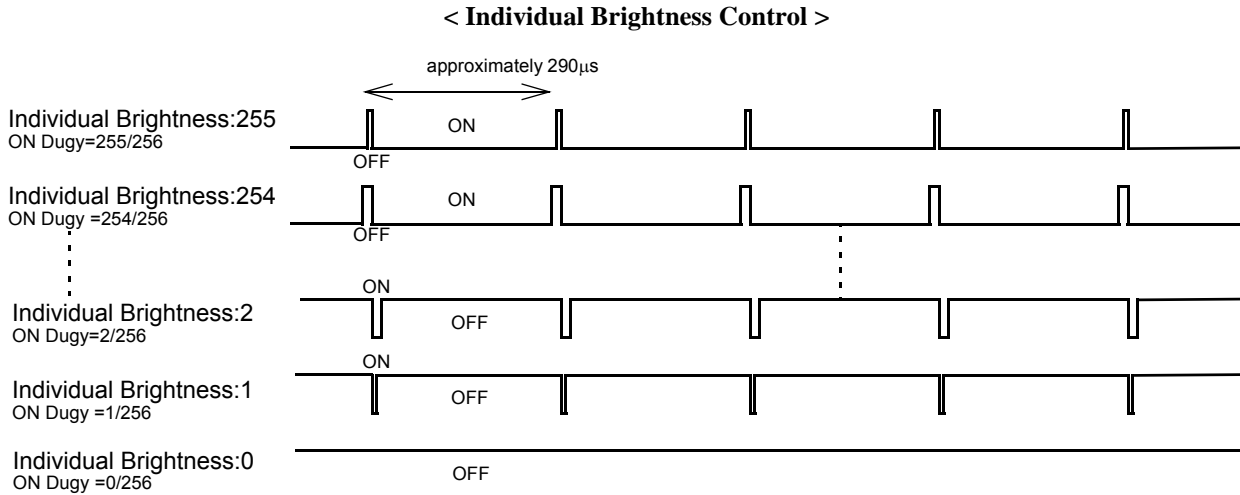 < Individual Brightness Control >
approximately 290μs
Individual Brightness:255
ON Dugy=255/256
ON
OFF
Individual Brightness:254
ON Dugy =254/256
ON
OFF
ON
Individual Brightness:2
ON Dugy=2/256
OFF
ON
Individual Brightness:1
ON Dugy =1/256
OFF
Individual Brightness:0
ON Dugy =0/256
OFF